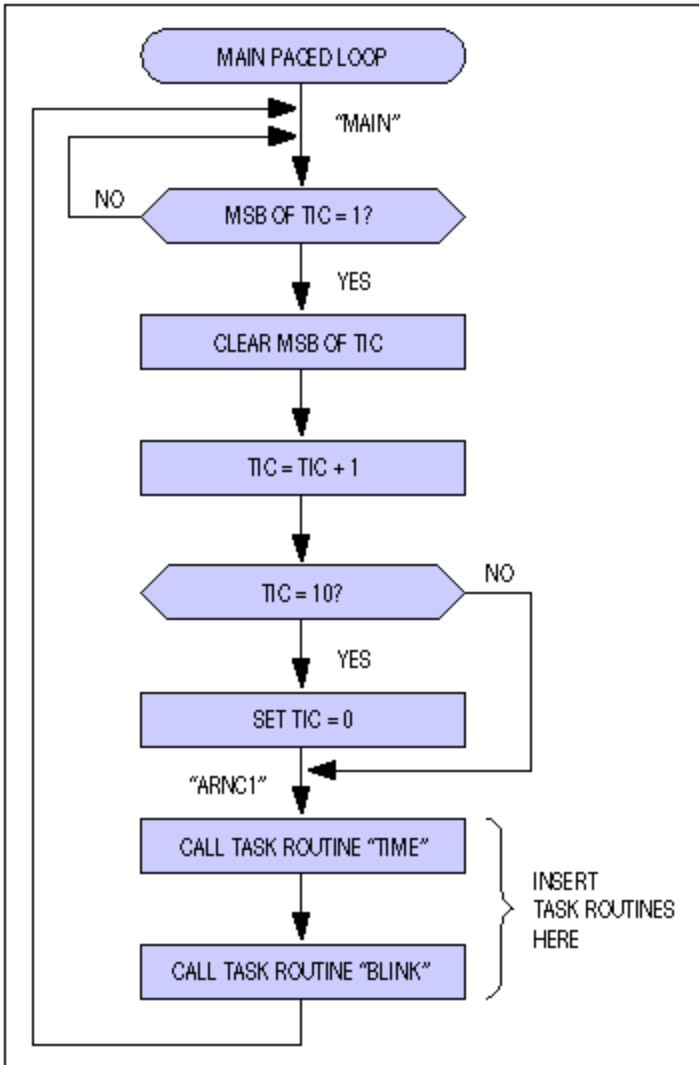 MAIN PACED LOOP
“MAIN”
NO
MSB OF TIC = 1?
YES
CLEAR MSB OF TIC
TIC = TIC + 1
NO
TIC = 10?
YES
SET TIC = 0
“ARNC1”
CALL TASK ROUTINE “TIME”
INSERT
TASK ROUTINES
HERE
CALL TASK ROUTINE “BLINK”